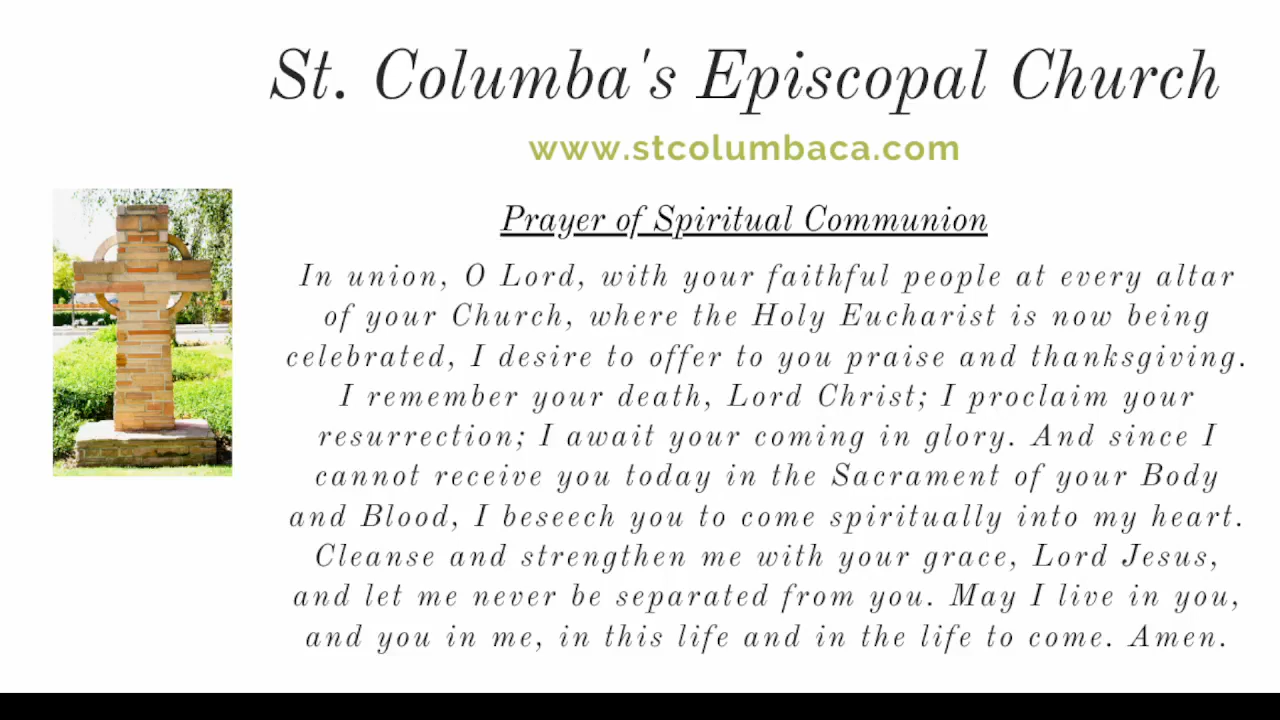 St. Columba's Episcopal Church
www.stcolumbaca.com
Prayer of Spiritual Communion
In union, O Lord, with your faithful people at every altar
of your Church, where the Holy Eucharist is now being
celebrated, I desire to offer to you praise and thanksgiving.
I remember your death, Lord Christ; I proclaim your
resurrection; I await your coming in glory. And since I
cannot receive you today in the Sacrament of your Body
and Blood, I beseech you to come spiritually into my heart.
Cleanse and strengthen me with your grace, Lord Jesus,
and let me never be separated from you. May I live in you,
and you in me, in this life and in the life to come. Amen.